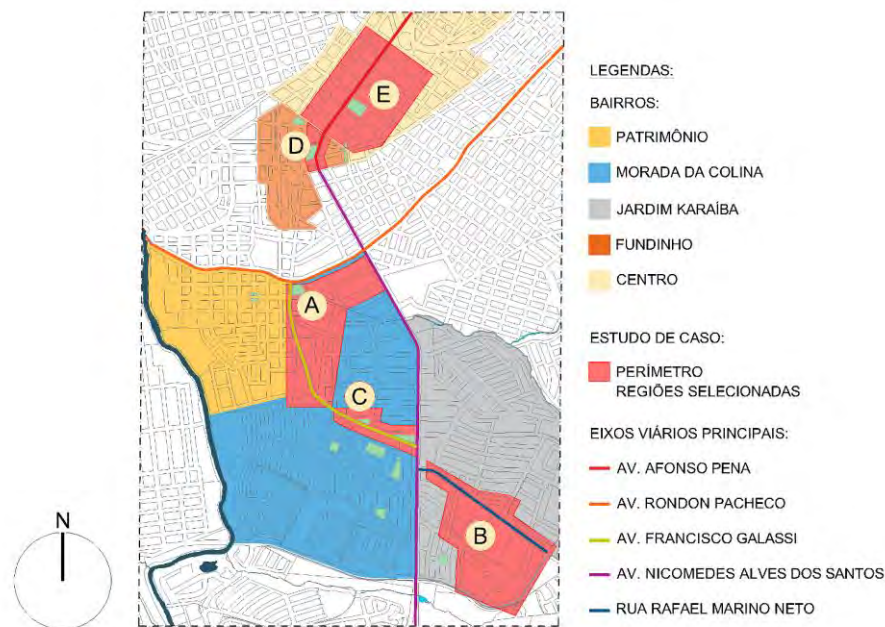 E
D
A
C
B
N
LEGENDAS:
BAIRROS:
PATRIMÔNIO
MORADA DA COLINA
JARDIM KARAÍBA
FUNDINHO
CENTRO
ESTUDO DE CASO:
PERÍMETRO
REGIÕES SELECIONADAS
EIXOS VIÁRIOS PRINCIPAIS:
AV. AFONSO PENA
AV. RONDON PACHECO
AV. FRANCISCO GALASSI
AV. NICOMEDES ALVES DOS SANTOS
RUA RAFAEL MARINO NETO